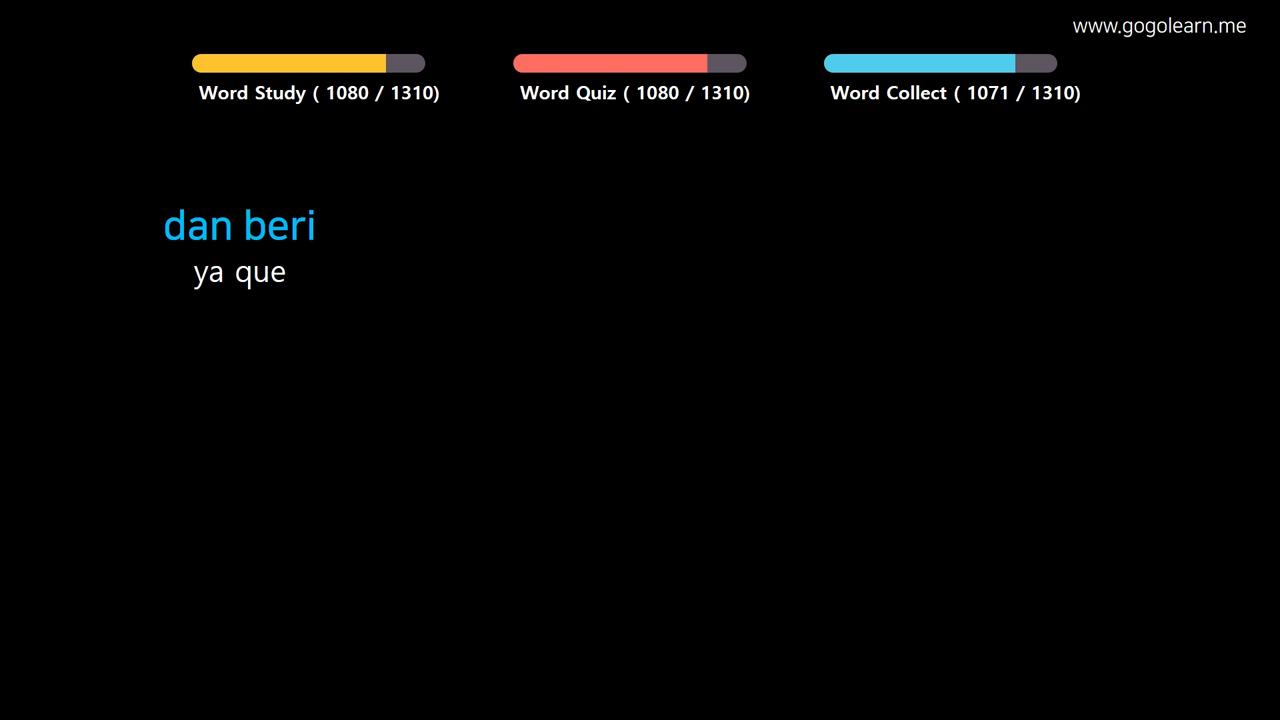 www.gogolearn.me
Word Study ( 1080 / 1310)
Word Quiz ( 1080 / 1310)
Word Collect ( 1071 / 1310)
dan beri
ya que